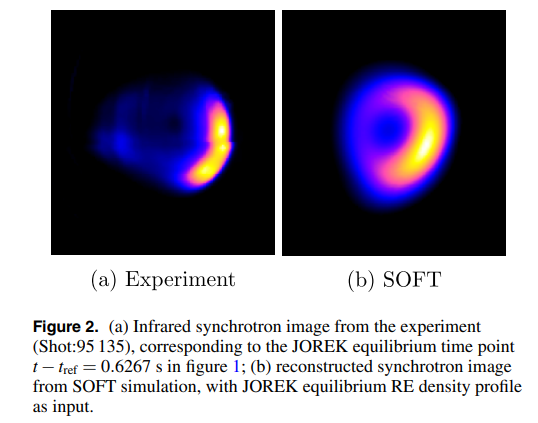 (a) Experiment
(b) SOFT
Figure 2. (a) Infrared synchrotron image from the experiment
(Shot:95 135), corresponding to the JOREK equilibrium time point
t − tref = 0.6267 s in figure 1; (b) reconstructed synchrotron image
from SOFT simulation, with JOREK equilibrium RE density profile
as input.